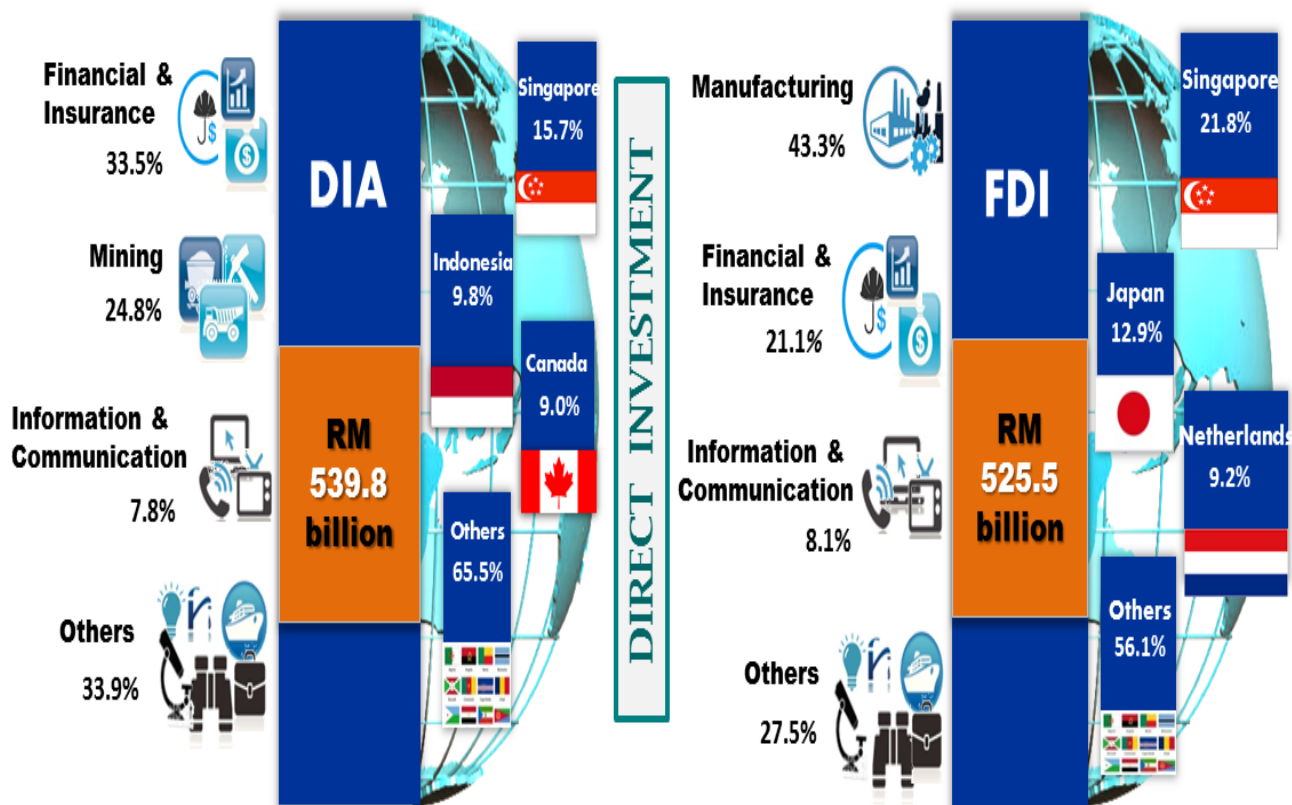 Financial &
Insurance
33.5%
Mining
24.8%
Information &
Communication
7.8%
Others
33.9%
DIA
RM
539.8
billion
Singapore
15.7%
Indonesia
9.8%
Canada
9.0%
Others
65.5%
DIRECT INVESTMENT
Manufacturing
43.3%
Financial &
Insurance
21.1%
Information &
Communication
8.1%
Others
27.5%
FDI
RM
525.5
billion
Singapore
21.8%
Japan
12.9%
Netherlands
9.2%
Others
56.1%